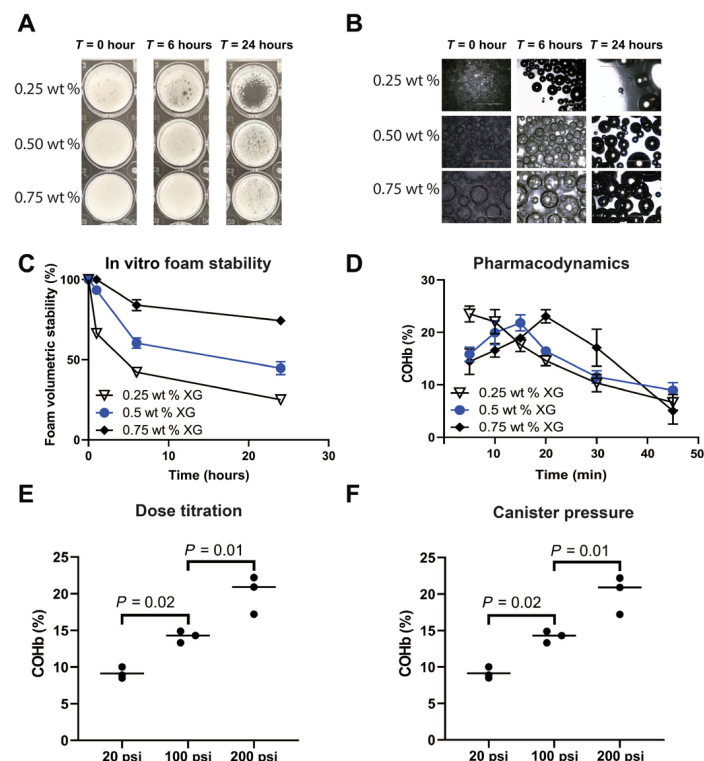 A
T = 0 hour T = 6 hours T = 24 hours
0.25 wt %
0.50 wt %
0.75 wt %
B
T = 0 hour T = 6 hours T = 24 hours
0.25 wt %
0.50 wt %
0.75 wt %
C
In vitro foam stability
Foam volumetric stability (%)
100
50
0
0 10 20 30
Time (hours)
0.25 wt % XG
0.5 wt % XG
0.75 wt % XG
D
Pharmacodynamics
COHb (%)
30
20
10
0
10 20 30 40 50
Time (min)
0.25 wt % XG
0.5 wt % XG
0.75 wt % XG
E
Dose titration
COHb (%)
25
20
15
10
5
0
P = 0.02
P = 0.01
20 psi 100 psi 200 psi
F
Canister pressure
COHb (%)
25
20
15
10
5
0
P = 0.02
P = 0.01
20 psi 100 psi 200 psi